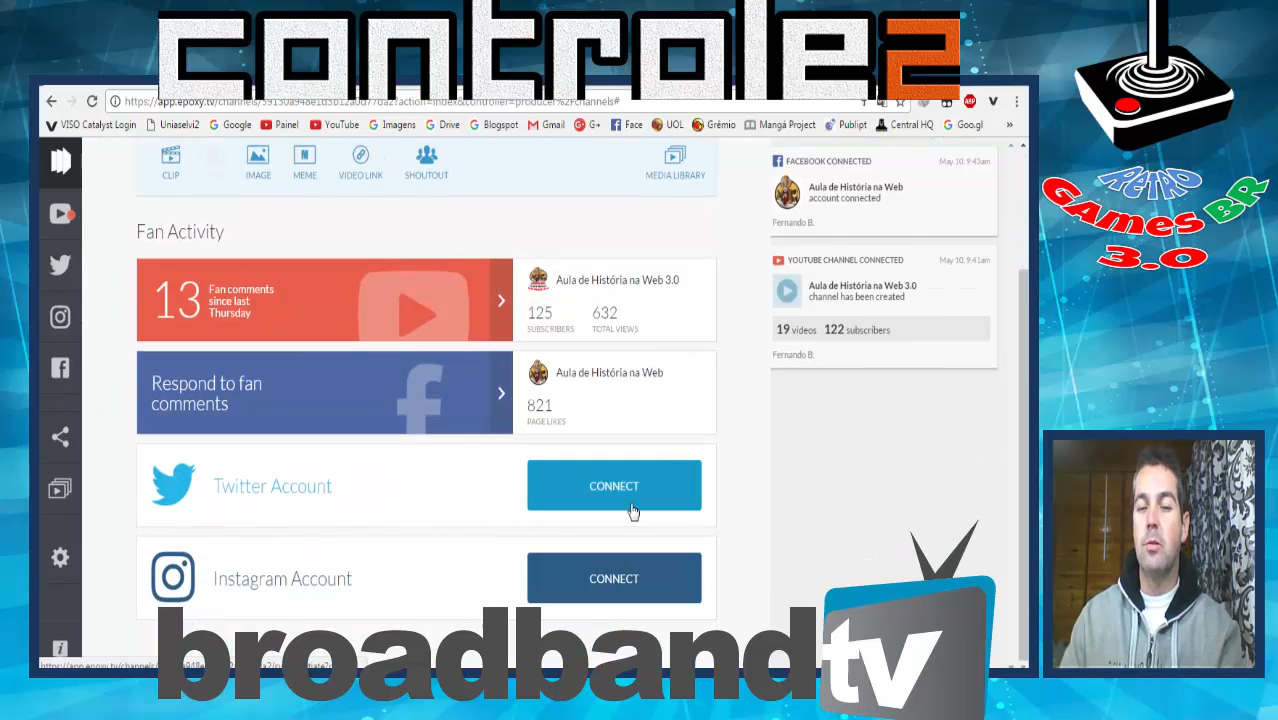 controle2
https://app.epoxy.tv/channels/
VISO Catalyst Login Uniaselvi2 Google Painel YouTube Imagens Drive Blogspot Gmail G+ Face UOL Grêmio Mangá Project Publipt Central HQ Goo.gl »
CLIP IMAGE MEME VIDEO LINK SHOUTOUT MEDIA LIBRARY
Fan Activity
13 Fan comments
since last
Thursday
Aula de História na Web 3.0
125 632
SUBSCRIBERS TOTAL VIEWS
Respond to fan
comments
Aula de História na Web
821
PAGE LIKES
Twitter Account
CONNECT
Instagram Account
CONNECT
FACEBOOK CONNECTED May 10, 9:43am
Aula de História na Web
account connected
Fernando B.
YOUTUBE CHANNEL CONNECTED May 10, 9:41am
Aula de História na Web 3.0
channel has been created
19 videos 122 subscribers
Fernando B.
RETRO
GAmes BR
3.0
broadbandtv